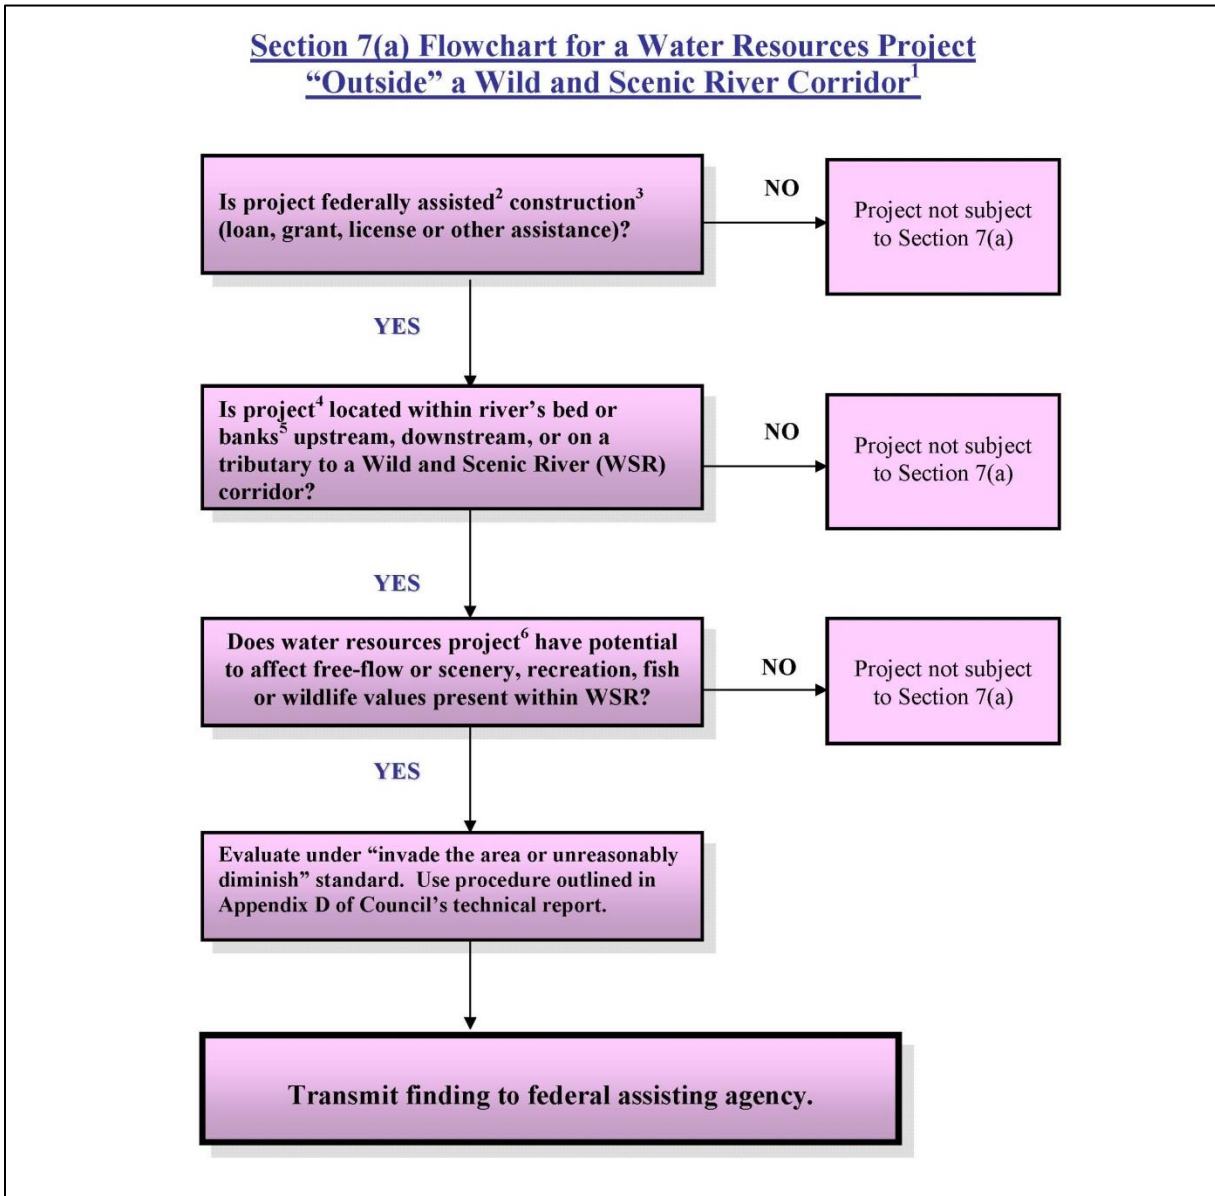 Section 7(a) Flowchart for a Water Resources Project
“Outside” a Wild and Scenic River Corridor1
Is project federally assisted2 construction3
(loan, grant, license or other assistance)?
NO
Project not subject
to Section 7(a)
YES
Is project4 located within river’s bed or
banks5 upstream, downstream, or on a
tributary to a Wild and Scenic River (WSR)
corridor?
NO
Project not subject
to Section 7(a)
YES
Does water resources project6 have potential
to affect free-flow or scenery, recreation, fish
or wildlife values present within WSR?
NO
Project not subject
to Section 7(a)
YES
Evaluate under “invade the area or unreasonably
diminish” standard.  Use procedure outlined in
Appendix D of Council’s technical report.
Transmit finding to federal assisting agency.